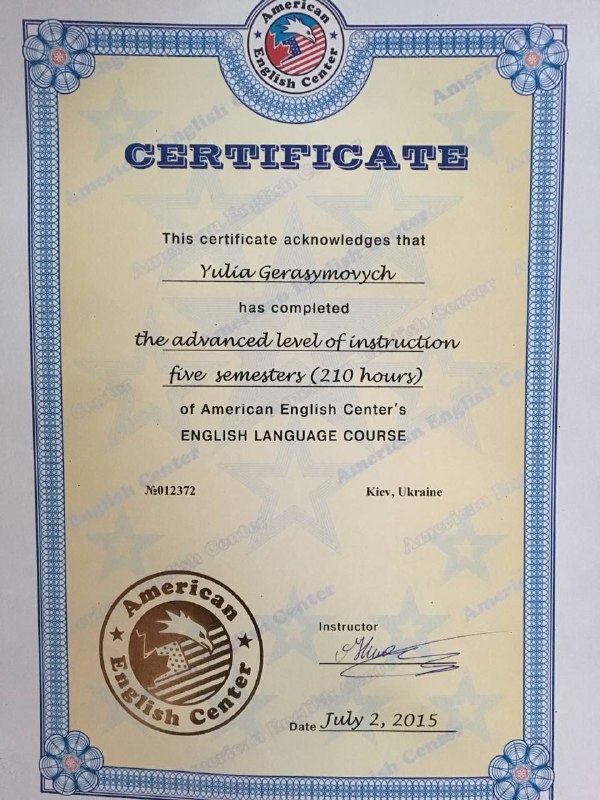 American
English Center
CERTIFICATE
This certificate acknowledges that
Yulia Gerasymovych
has completed
the advanced level of instruction
five semesters (210 hours)
of American English Center's
ENGLISH LANGUAGE COURSE
№012372 Kiev, Ukraine
American
English Center
Instructor
Date July 2, 2015